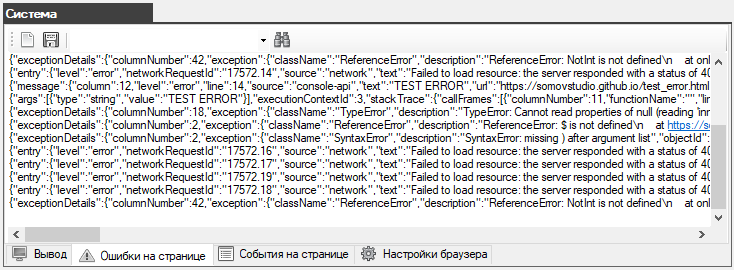 Система
{"exceptionDetails":{"columnNumber":42,"exception":{"className":"ReferenceError","description":"ReferenceError: NotInt is not defined\n    at onl
{"entry":{"level":"error","networkRequestId":"17572.14","source":"network","text":"Failed to load resource: the server responded with a status of 40
{"message":{"column":12,"level":"error","line":14,"source":"console-api","text":"TEST ERROR","url":"https://somovstudio.github.io/test_error.html
{"args":[{"type":"string","value":"TEST ERROR"}],"executionContextId":3,"stackTrace":{"callFrames":[{"columnNumber":11,"functionName":"","lin
{"exceptionDetails":{"columnNumber":18,"exception":{"className":"TypeError","description":"TypeError: Cannot read properties of null (reading 'inn
{"exceptionDetails":{"columnNumber":2,"exception":{"className":"ReferenceError","description":"ReferenceError: $ is not defined\n    at https://so
{"exceptionDetails":{"columnNumber":2,"exception":{"className":"SyntaxError","description":"SyntaxError: missing ) after argument list","objectId"
{"entry":{"level":"error","networkRequestId":"17572.16","source":"network","text":"Failed to load resource: the server responded with a status of 40
{"entry":{"level":"error","networkRequestId":"17572.17","source":"network","text":"Failed to load resource: the server responded with a status of 40
{"entry":{"level":"error","networkRequestId":"17572.19","source":"network","text":"Failed to load resource: the server responded with a status of 40
{"entry":{"level":"error","networkRequestId":"17572.18","source":"network","text":"Failed to load resource: the server responded with a status of 40
{"exceptionDetails":{"columnNumber":42,"exception":{"className":"ReferenceError","description":"ReferenceError: NotInt is not defined\n    at onl
Вывод Ошибки на странице События на странице Настройки браузера